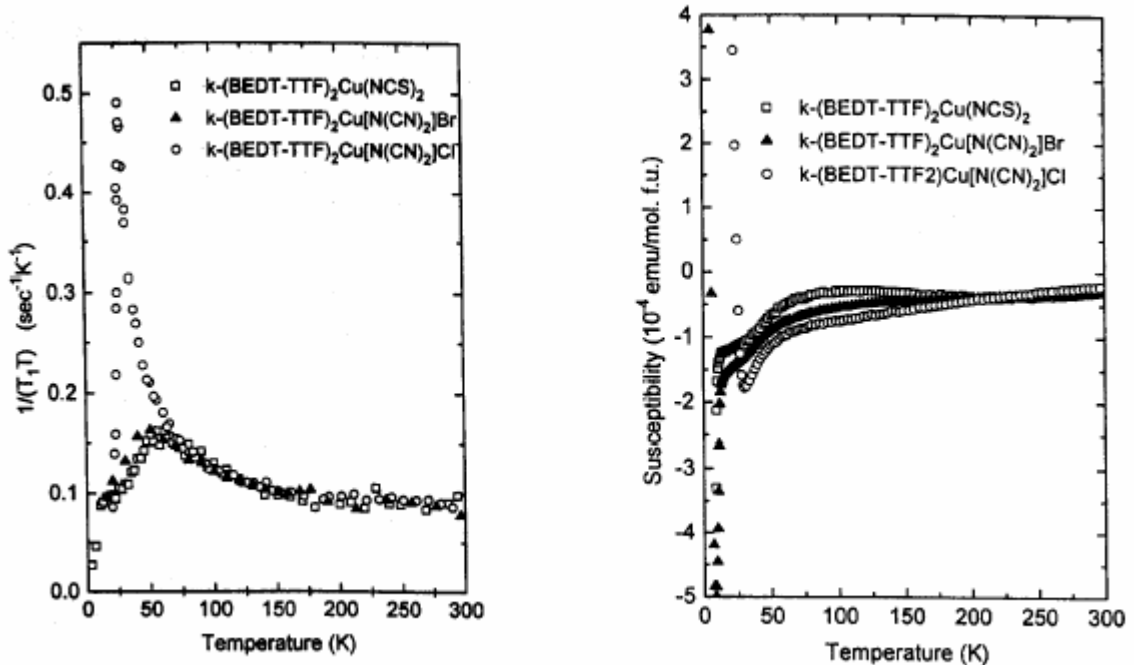 k-(BEDT-TTF)₂Cu(NCS)₂
k-(BEDT-TTF)₂Cu[N(CN)₂]Br
k-(BEDT-TTF)₂Cu[N(CN)₂]Cl
0.5
0.4
0.3
0.2
0.1
0.0
1/(T₁T) (sec⁻¹K⁻¹)
0 50 100 150 200 250 300
Temperature (K)
k-(BEDT-TTF)₂Cu(NCS)₂
k-(BEDT-TTF)₂Cu[N(CN)₂]Br
k-(BEDT-TTF2)Cu[N(CN)₂]Cl
4
3
2
1
0
-1
-2
-3
-4
-5
Susceptibility (10⁻⁴ emu/mol. f.u.)
0 50 100 150 200 250 300
Temperature (K)